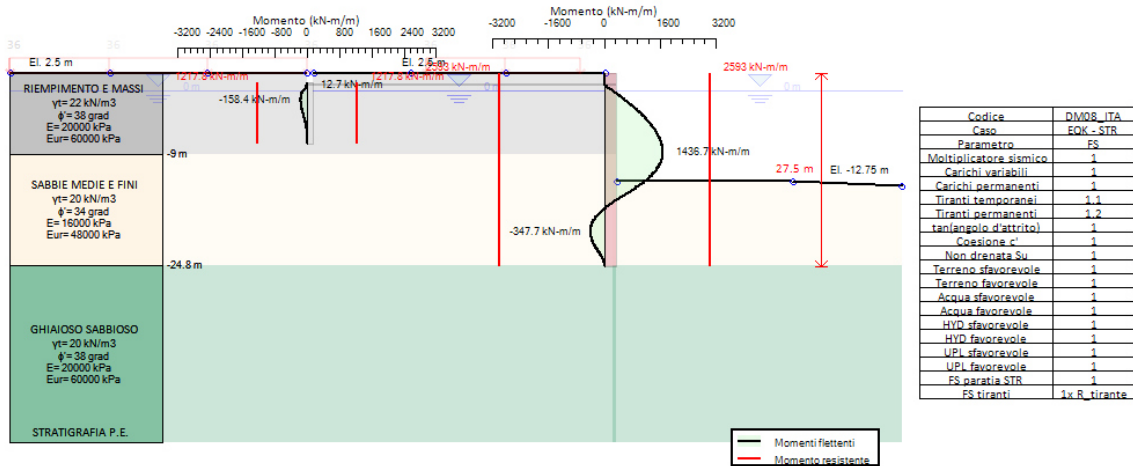 Momento (kN-m/m)
-3200 -2400 -1600 -800 0 800 1600 2400 3200
Momento (kN-m/m)
-3200 -1600 0 1600 3200
36
36
El. 2.5 m
El. 2.5 m
1217.8 kN-m/m
1217.8 kN-m/m
2593 kN-m/m
2593 kN-m/m
0 m
0 m
0 m
RIEMPIMENTO E MASSI
γt= 22 kN/m3
φ'= 38 grad
E= 20000 kPa
Eur= 60000 kPa
-158.4 kN-m/m
12.7 kN-m/m
1436.7 kN-m/m
-9 m
SABBIE MEDIE E FINI
γt= 20 kN/m3
φ'= 34 grad
E= 16000 kPa
Eur= 48000 kPa
27.5 m
El. -12.75 m
-347.7 kN-m/m
-24.8 m
GHIAIOSO SABBIOSO
γt= 20 kN/m3
φ'= 38 grad
E= 20000 kPa
Eur= 60000 kPa
STRATIGRAFIA P.E.
Momenti flettenti
Momento resistente
Codice DM08_ITA
Caso EQK - STR
Parametro FS
Moltiplicatore sismico 1
Carichi variabili 1
Carichi permanenti 1
Tiranti temporanei 1.1
Tiranti permanenti 1.2
tan(angolo d'attrito) 1
Coesione c' 1
Non drenata Su 1
Terreno sfavorevole 1
Terreno favorevole 1
Acqua sfavorevole 1
Acqua favorevole 1
HYD sfavorevole 1
HYD favorevole 1
UPL sfavorevole 1
UPL favorevole 1
FS paratia STR 1
FS tiranti 1x R_tirante